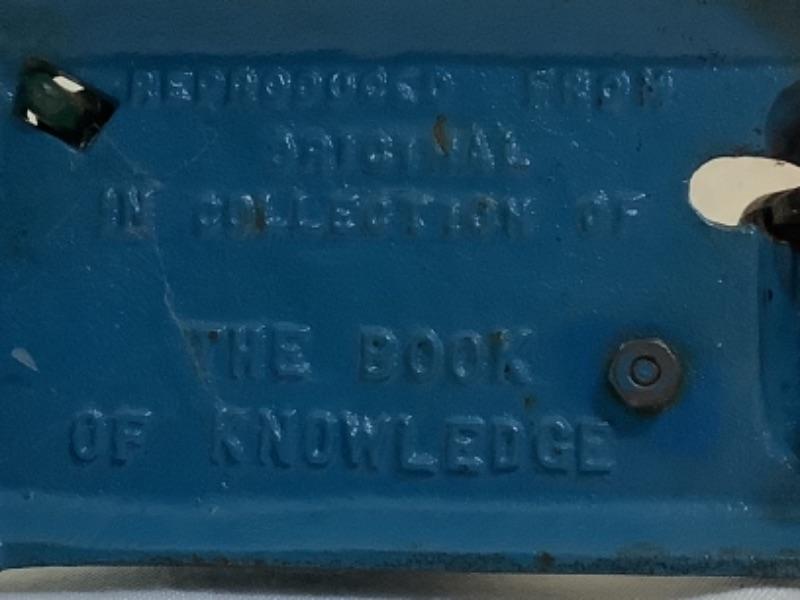 REPRODUCED FROM
ORIGINAL
IN COLLECTION OF
THE BOOK
OF KNOWLEDGE